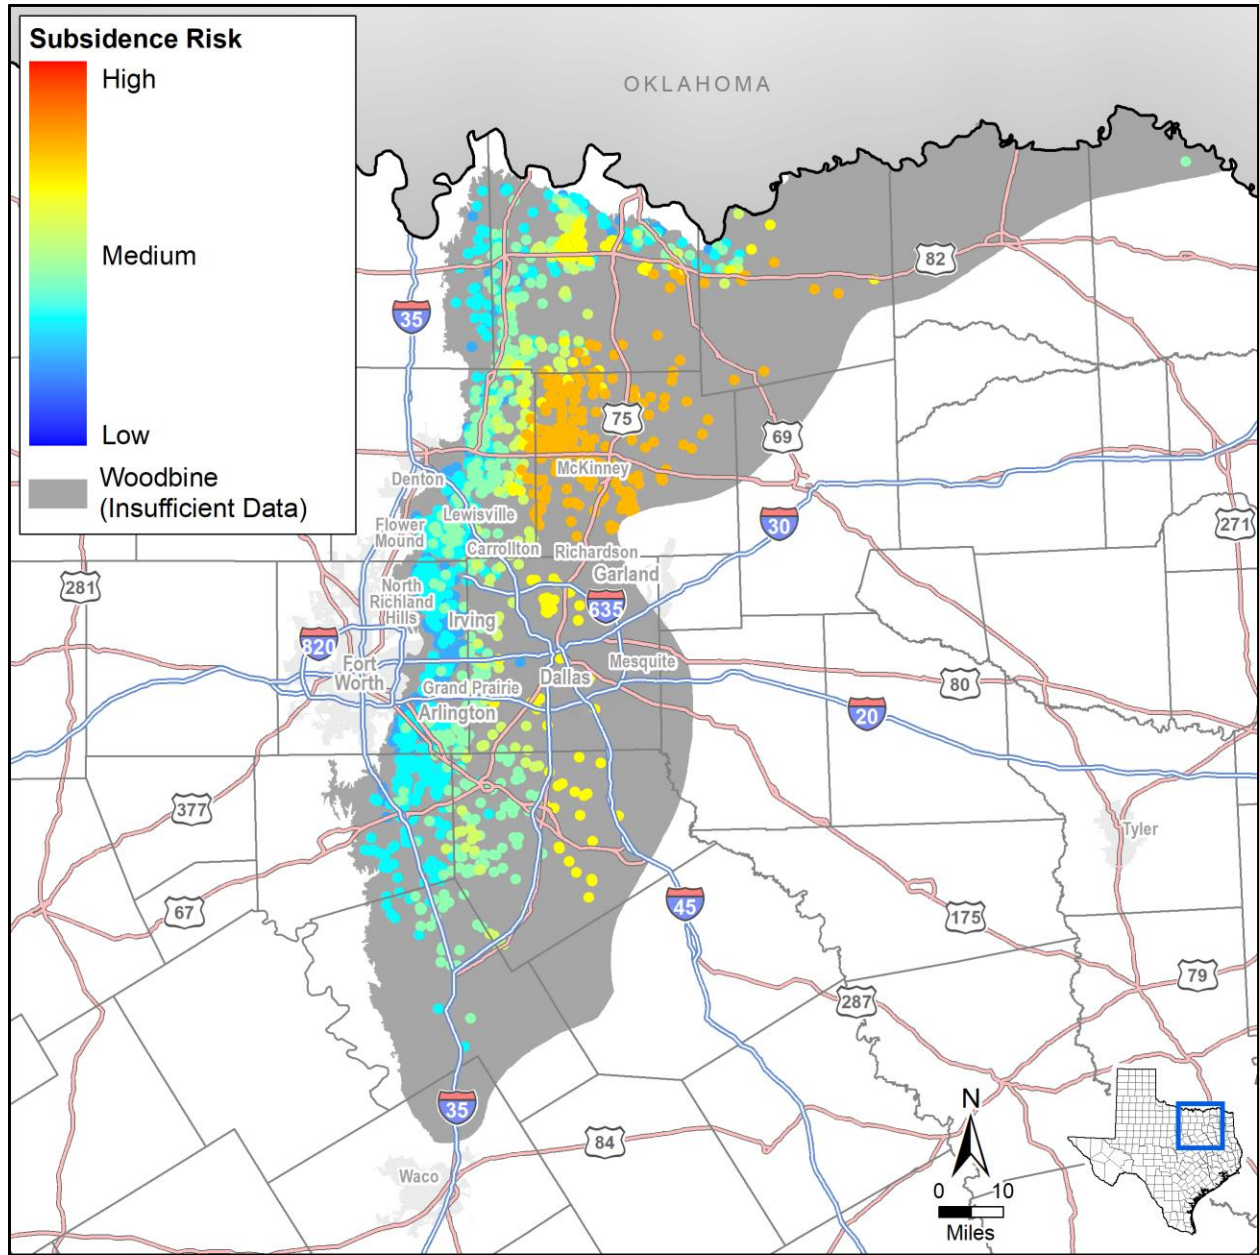 Subsidence Risk
High
Medium
Low
Woodbine
(Insufficient Data)
OKLAHOMA
82
35
75
69
McKinney
Denton
Lewisville
Flower
Mound
Carrollton
Richardson
30
271
281
North
Richland
Hills
Garland
635
Irving
820
Fort
Worth
Mesquite
Dallas
Grand Prairie
80
Arlington
20
377
Tyler
67
45
175
79
287
35
84
Waco
N
0 10
Miles